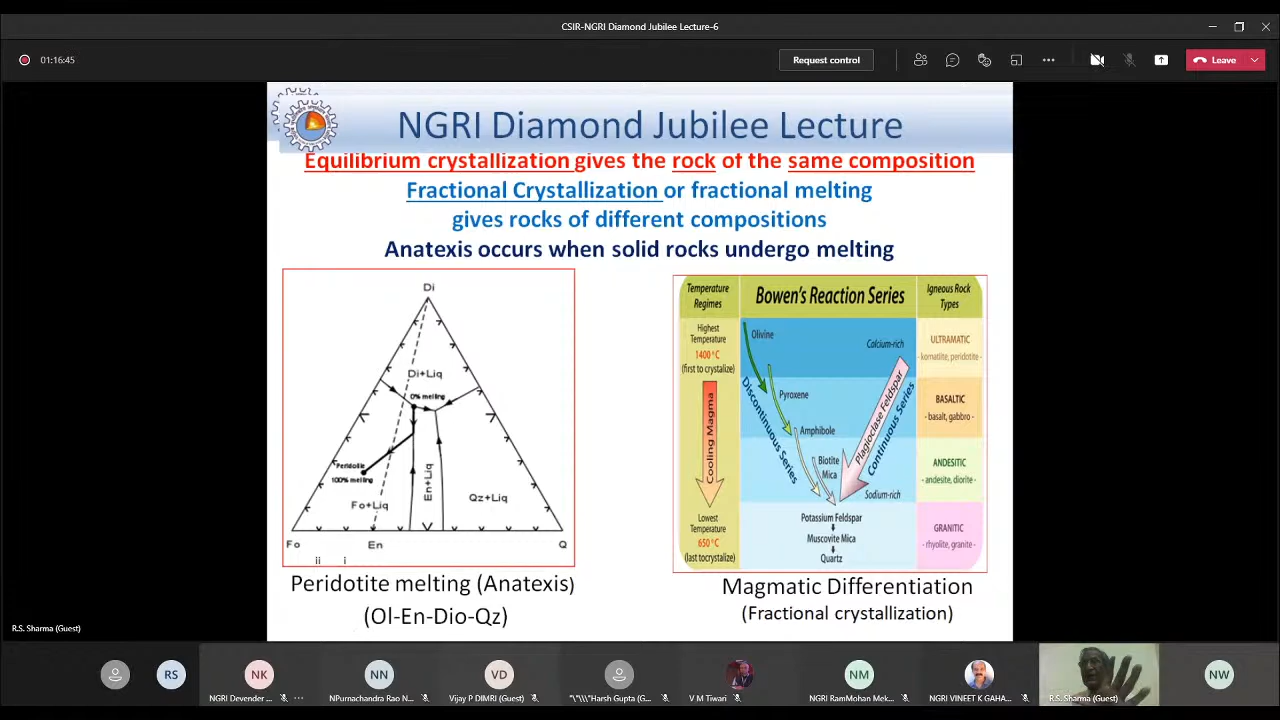 CSIR-NGRI Diamond Jubilee Lecture-6
01:16:45
Request control
Leave
NGRI Diamond Jubilee Lecture
Equilibrium crystallization gives the rock of the same composition
Fractional Crystallization or fractional melting
gives rocks of different compositions
Anatexis occurs when solid rocks undergo melting
Di
Di+Liq
0% melting
Peridotite
100% melting
Fo+Liq
En+Liq
Qz+Liq
Fo
En
Q
ii i
Peridotite melting (Anatexis)
(Ol-En-Dio-Qz)
Temperature
Regimes
Bowen's Reaction Series
Igneous Rock
Types
Highest
Temperature
1400 °C
(first to crystalize)
Cooling Magma
Lowest
Temperature
650 °C
(last tocrystalize)
Olivine
Pyroxene
Amphibole
Biotite
Mica
Discontinuous Series
Calcium-rich
Plagioclase Feldspar
Continuous Series
Sodium-rich
Potassium Feldspar
Muscovite Mica
Quartz
ULTRAMATIC
- komatiite, peridotite-
BASALTIC
- basalt, gabbro -
ANDESITIC
- andesite, diorite -
GRANITIC
- rhyolite, granite -
Magmatic Differentiation
(Fractional crystallization)
R.S. Sharma (Guest)
RS
NK
NN
VD
NM
NW
NGRI Devender ...
NPurnachandra Rao N...
Vijay P DIMRI (Guest)
"\"\\\"Harsh Gupta (G...
V M Tiwari
NGRI RamMohan Mek...
NGRI VINEET K GAHA...
R.S. Sharma (Guest)